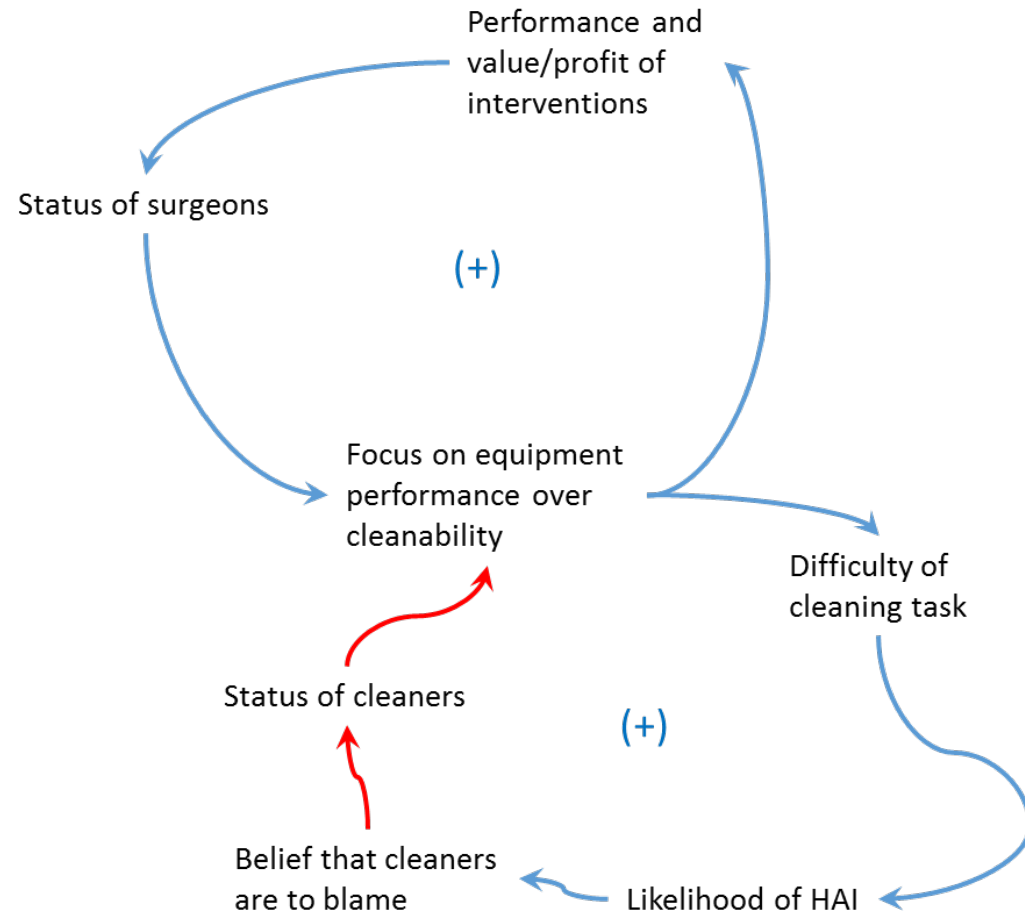 Performance and
value/profit of
interventions
Status of surgeons
(+)
Focus on equipment
performance over
cleanability
Difficulty of
cleaning task
Status of cleaners
(+)
Belief that cleaners
are to blame
Likelihood of HAI